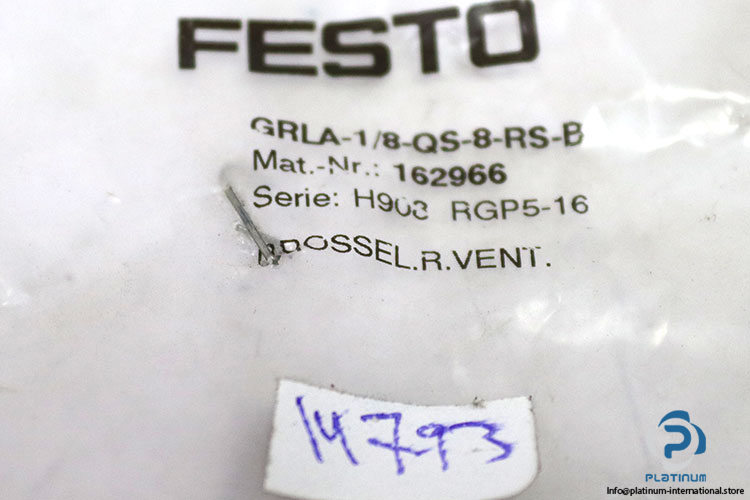 FESTO
GRLA-1/8-QS-8-RS-B
Mat.-Nr.: 162966
Serie: H903 RGP5-16
DROSSEL.R.VENT.
14793
PLATINUM
Info@platinum-international.store